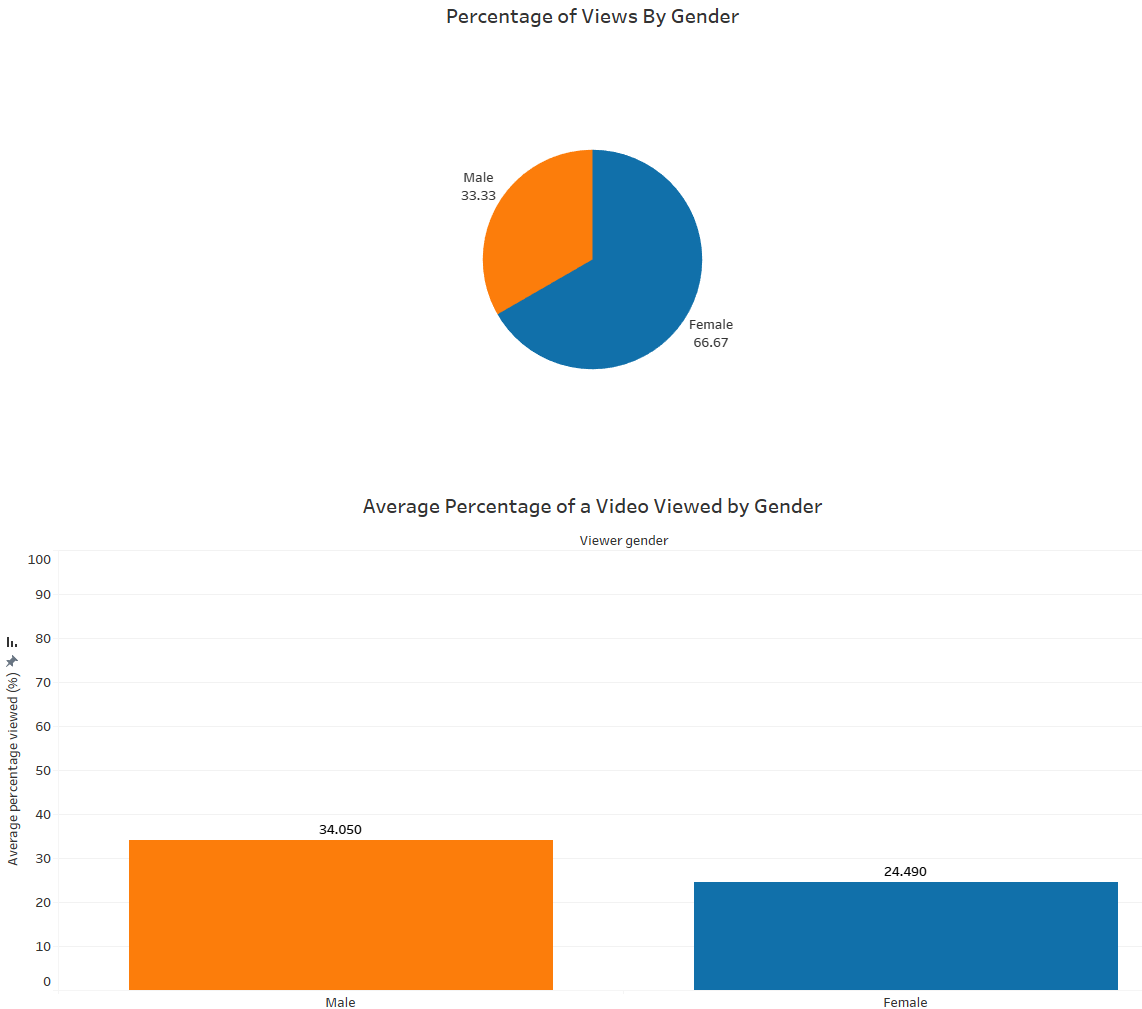 Percentage of Views By Gender
Male
33.33
Female
66.67
Average Percentage of a Video Viewed by Gender
Viewer gender
Average percentage viewed (%)
100
90
80
70
60
50
40
30
20
10
0
34.050
24.490
Male
Female